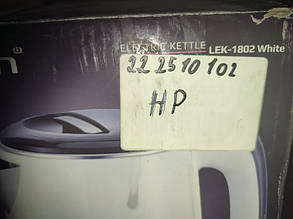 ELECTRIC KETTLE LEK-1802 White
22 25 10 102
HP